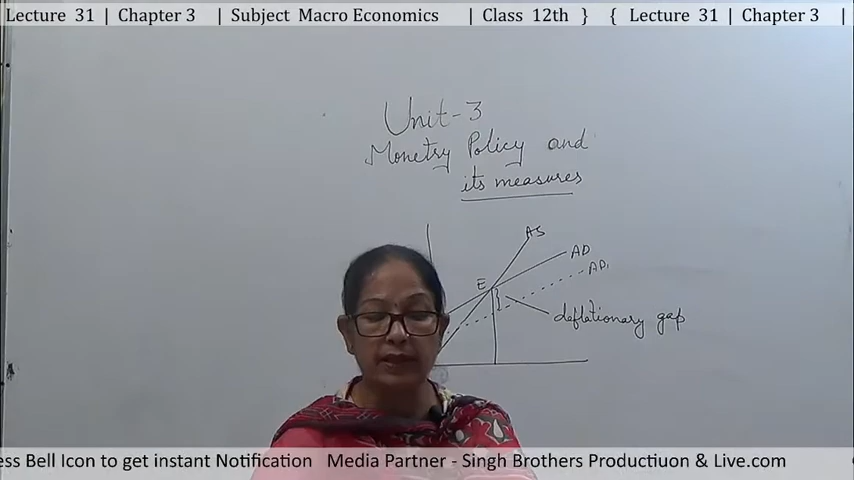 Lecture 31 | Chapter 3 | Subject Macro Economics | Class 12th } { Lecture 31 | Chapter 3 |
Unit-3
Monetry Policy and
its measures
AS
AD
AD,
E
deflationary gap
ess Bell Icon to get instant Notification Media Partner - Singh Brothers Productiuon & Live.com